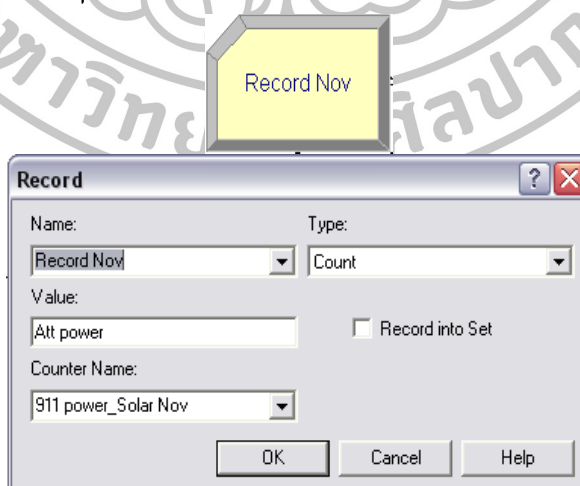 Record Nov
Record
Name:
Type:
Record Nov
Count
Value:
Att power
Record into Set
Counter Name:
911 power_Solar Nov
OK
Cancel
Help